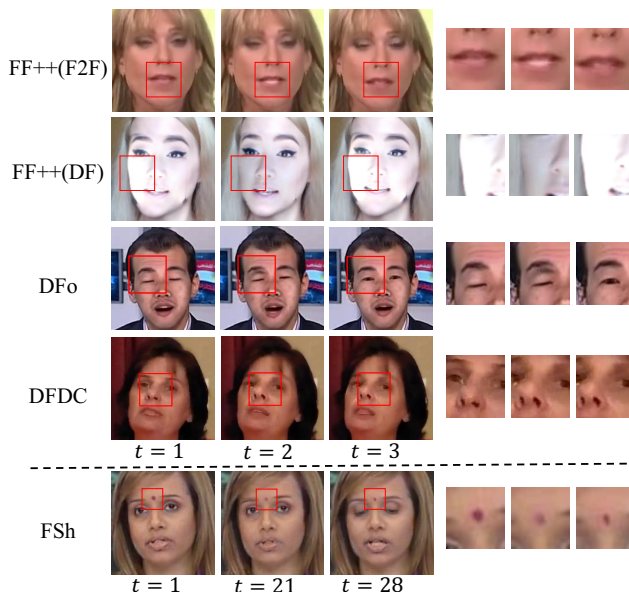 FF++(F2F)
FF++(DF)
DFo
DFDC
t = 1 t = 2 t = 3
FSh
t = 1 t = 21 t = 28